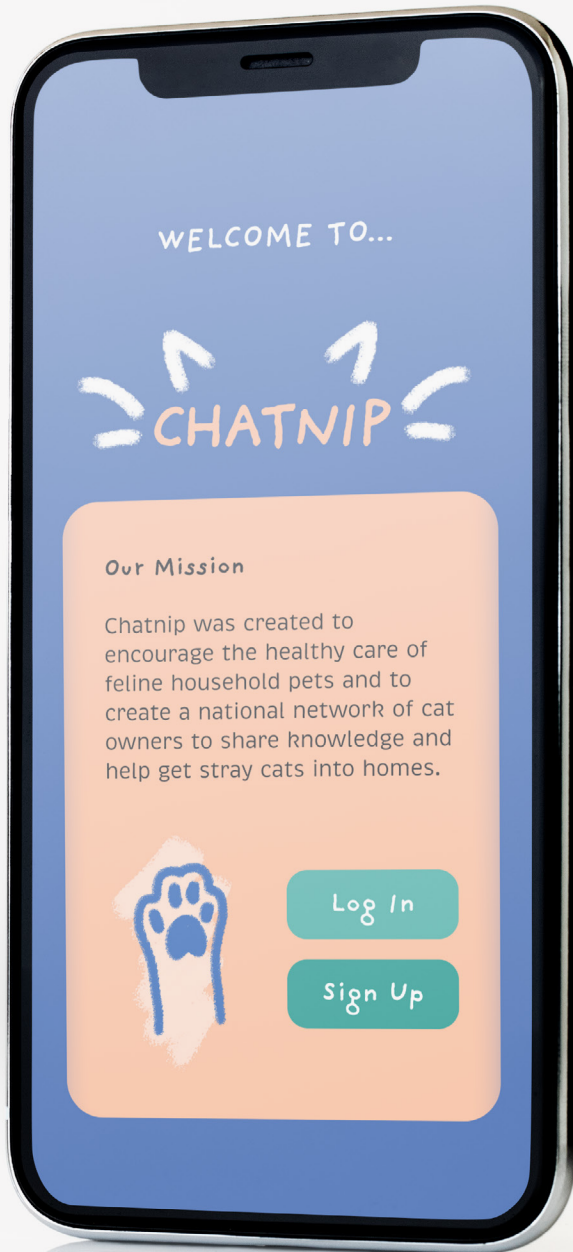 WELCOME TO...
CHATNIP
Our Mission
Chatnip was created to
encourage the healthy care of
feline household pets and to
create a national network of cat
owners to share knowledge and
help get stray cats into homes.
Log In
Sign Up